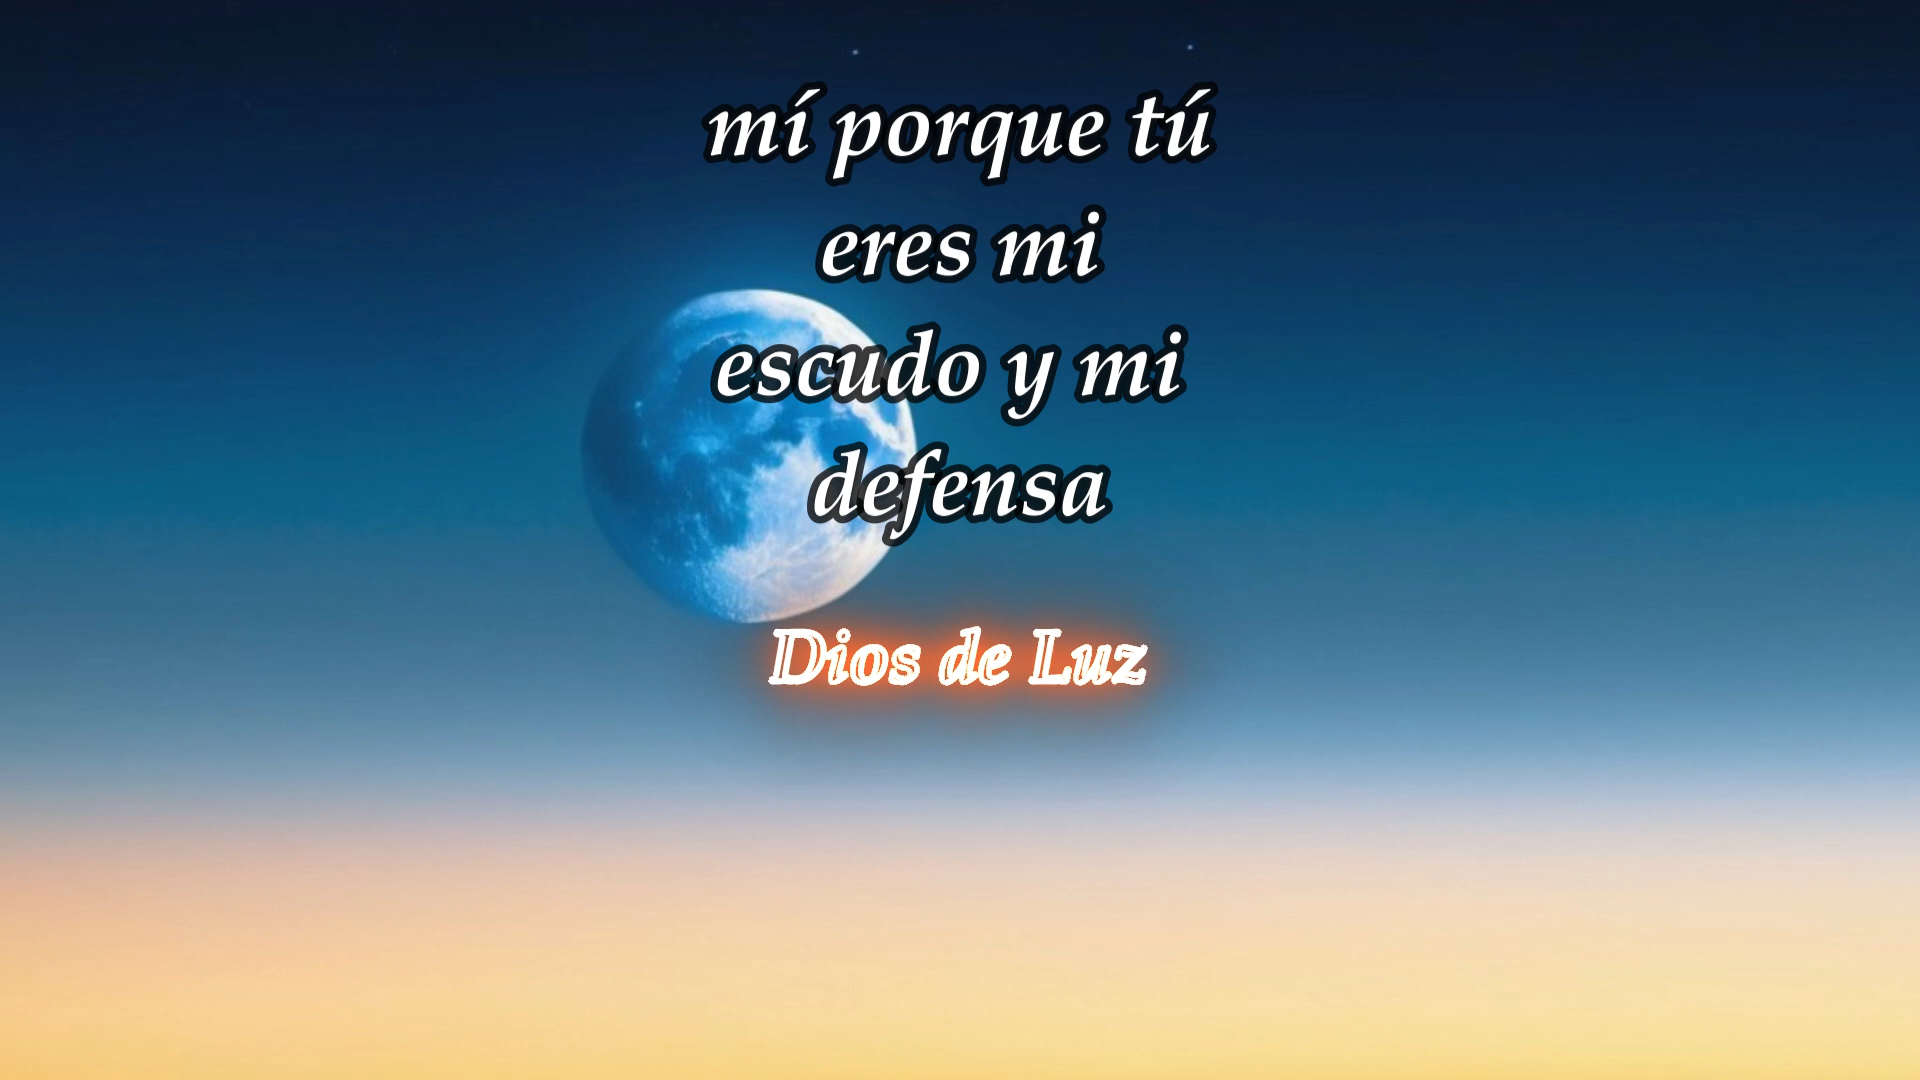 mí porque tú
eres mi
escudo y mi
defensa
Dios de Luz